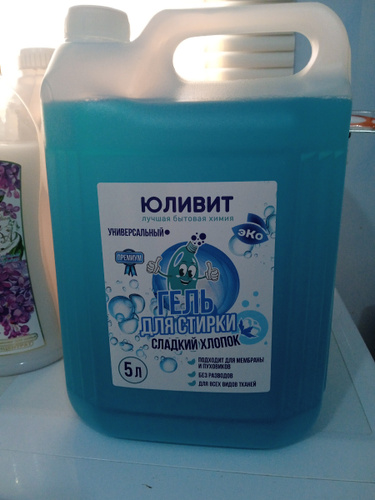 ЮЛИВИТ
лучшая бытовая химия
УНИВЕРСАЛЬНЫЙ
ЭКО
ПРЕМИУМ
ГЕЛЬ
ДЛЯ СТИРКИ
СЛАДКИЙ ХЛОПОК
ПОДХОДИТ ДЛЯ МЕМБРАНЫ
И ПУХОВИКОВ
БЕЗ РАЗВОДОВ
ДЛЯ ВСЕХ ВИДОВ ТКАНЕЙ
5 л